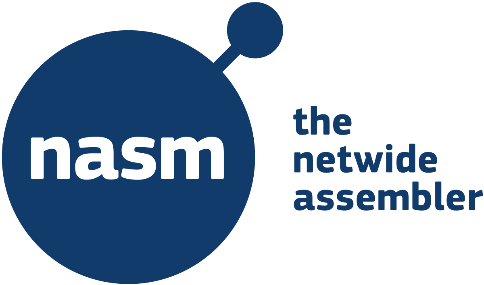 nasm
the
netwide
assembler